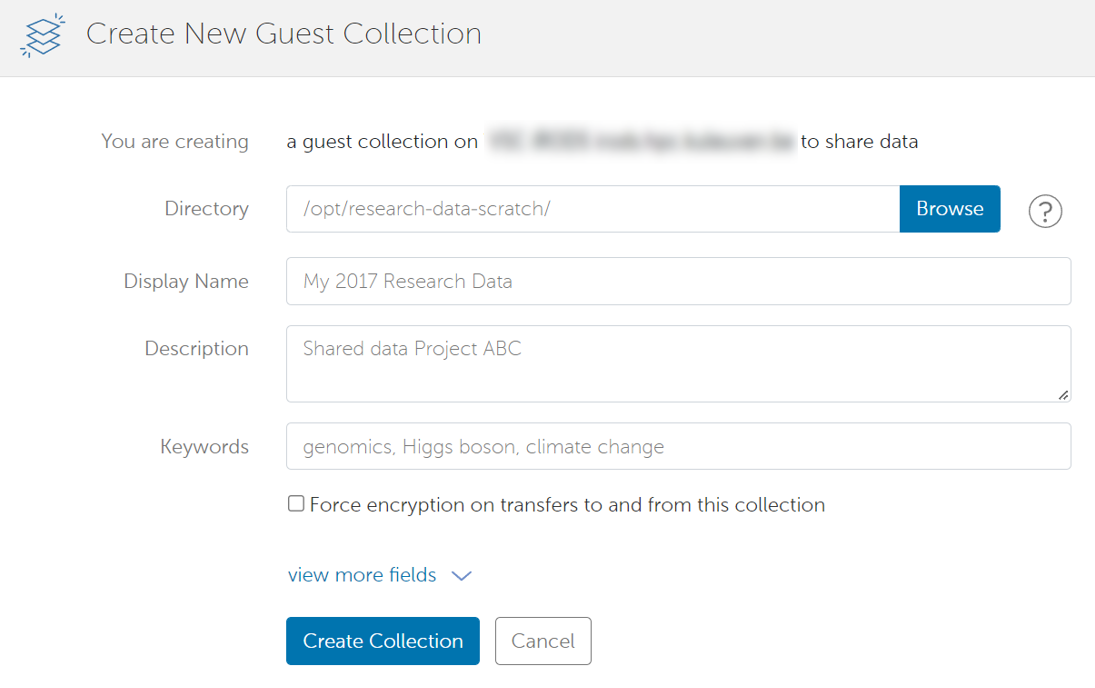 Create New Guest Collection
You are creating a guest collection on to share data
Directory /opt/research-data-scratch/ Browse ?
Display Name My 2017 Research Data
Description Shared data Project ABC
Keywords genomics, Higgs boson, climate change
Force encryption on transfers to and from this collection
view more fields
Create Collection Cancel